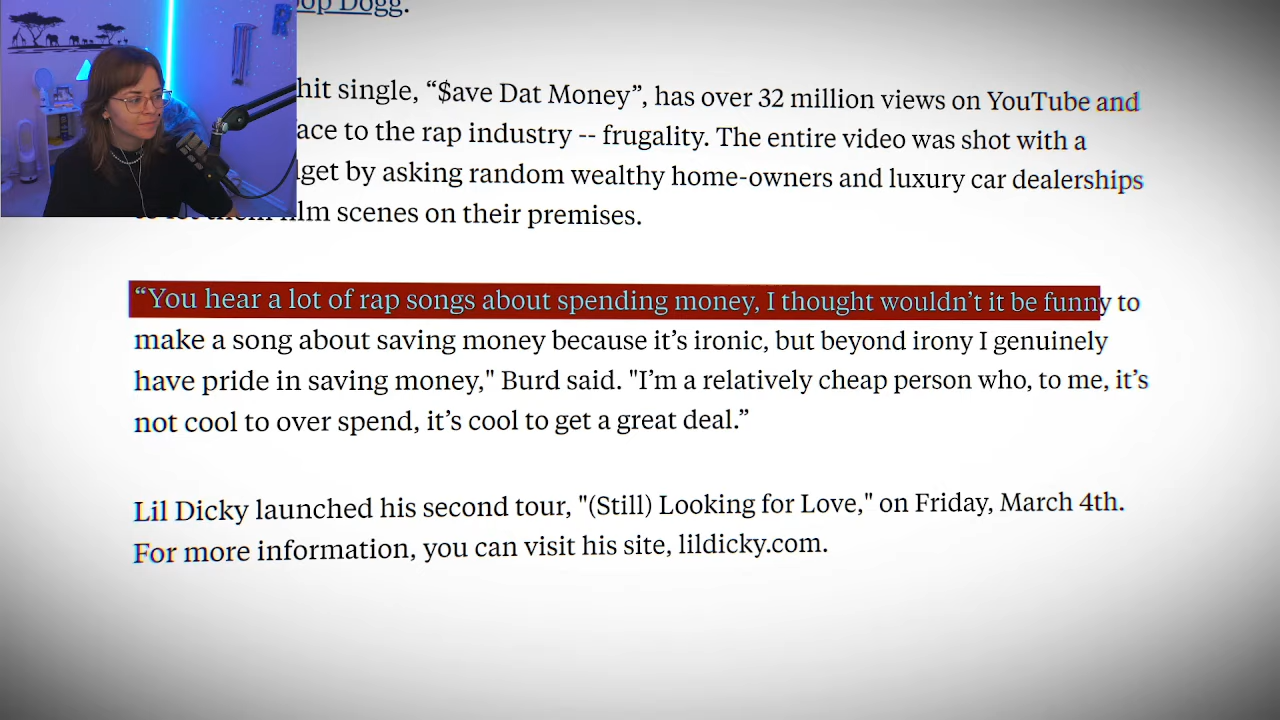 op Dogg.
hit single, “$ave Dat Money”, has over 32 million views on YouTube and
ace to the rap industry -- frugality. The entire video was shot with a
get by asking random wealthy home-owners and luxury car dealerships
film scenes on their premises.
“You hear a lot of rap songs about spending money, I thought wouldn’t it be funny to
make a song about saving money because it’s ironic, but beyond irony I genuinely
have pride in saving money," Burd said. "I’m a relatively cheap person who, to me, it’s
not cool to over spend, it’s cool to get a great deal.”
Lil Dicky launched his second tour, "(Still) Looking for Love," on Friday, March 4th.
For more information, you can visit his site, lildicky.com.